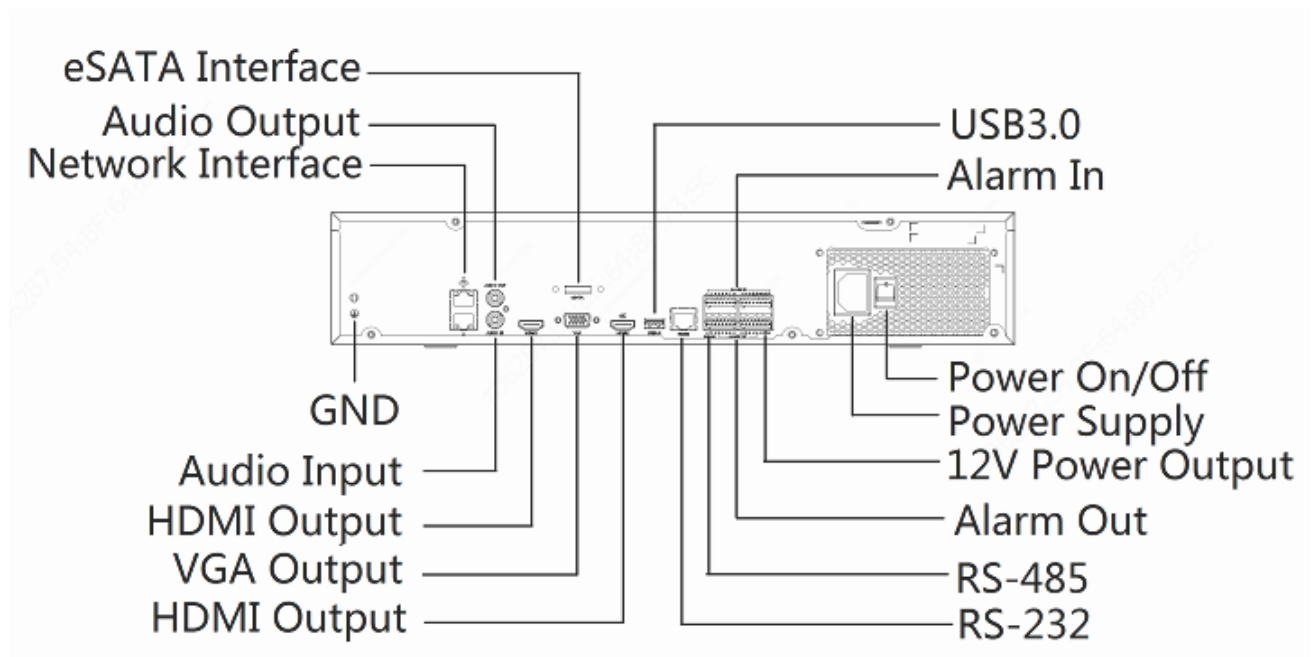 eSATA Interface
Audio Output
Network Interface
USB3.0
Alarm In
GND
Audio Input
HDMI Output
VGA Output
HDMI Output
Power On/Off
Power Supply
12V Power Output
Alarm Out
RS-485
RS-232